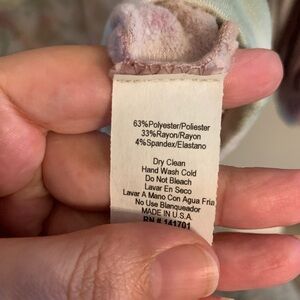 63%Polyester/Poliester
33%Rayon/Rayon
4%Spandex/Elastano
Dry Clean
Hand Wash Cold
Do Not Bleach
Lavar En Seco
Lavar A Mano Con Agua Fria
No Use Blanqueador
MADE IN U.S.A.
RN # 141701